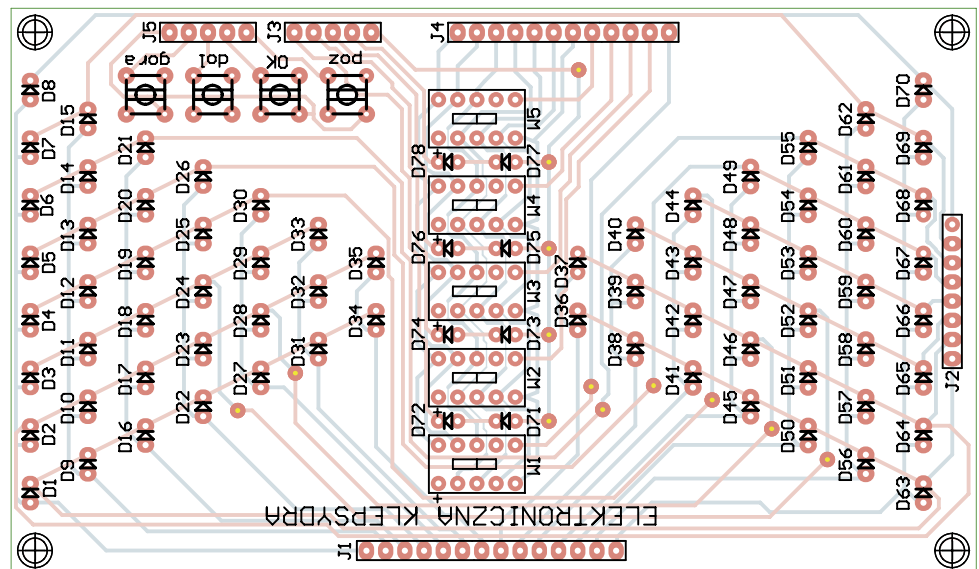 J5
J3
J4
gora
dol
OK
poz
D8
D15
D7
D21
D14
D6
D26
D20
D13
D5
D30
D25
D19
D12
D4
D33
D29
D24
D18
D11
D3
D35
D32
D28
D23
D17
D10
D2
D34
D31
D27
D22
D16
D9
D1
W5
D78
D77
W4
D76
D75
W3
D74
D73
W2
D72
D71
W1
D37
D36
D40
D39
D38
D44
D43
D42
D41
D49
D48
D47
D46
D45
D55
D54
D53
D52
D51
D50
D62
D61
D60
D59
D58
D57
D56
D70
D69
D68
D67
D66
D65
D64
D63
J2
ELEKTRONICZNA KLEPSYDRA
J1